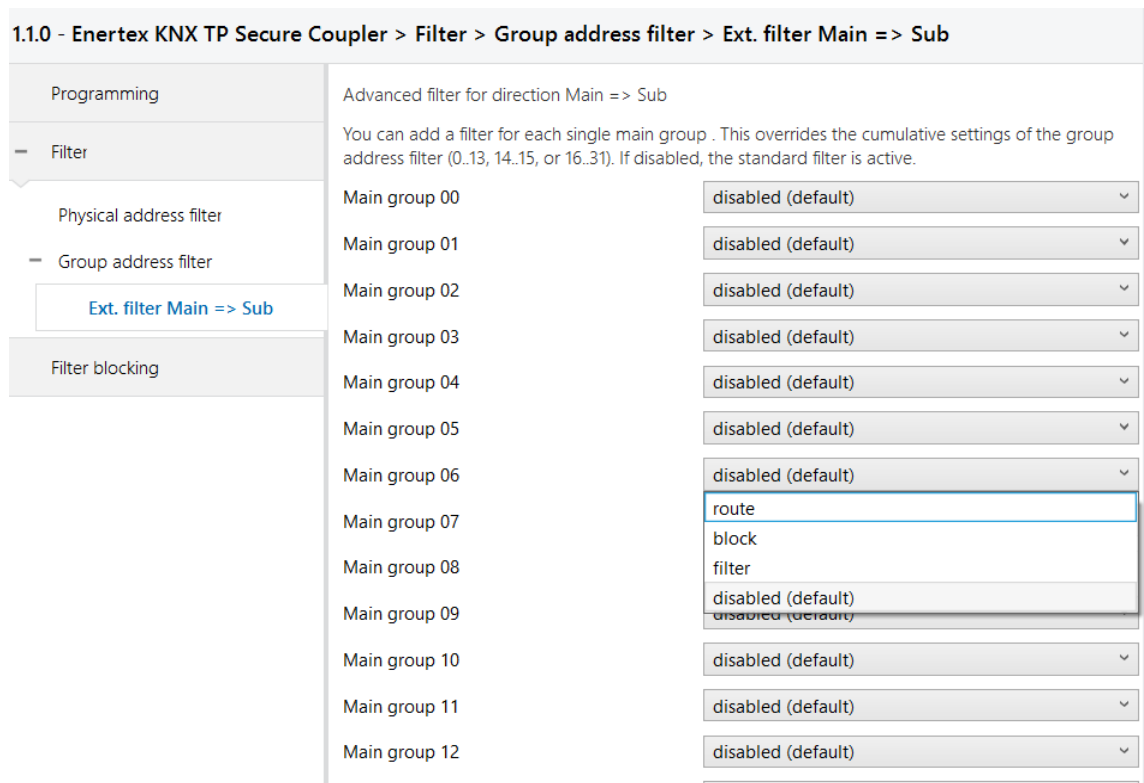 1.1.0 - Enertex KNX TP Secure Coupler > Filter > Group address filter > Ext. filter Main => Sub
Programming
Filter
Physical address filter
Group address filter
Ext. filter Main => Sub
Filter blocking
Advanced filter for direction Main => Sub
You can add a filter for each single main group . This overrides the cumulative settings of the group
address filter (0..13, 14..15, or 16..31). If disabled, the standard filter is active.
Main group 00 disabled (default)
Main group 01 disabled (default)
Main group 02 disabled (default)
Main group 03 disabled (default)
Main group 04 disabled (default)
Main group 05 disabled (default)
Main group 06 disabled (default)
route
Main group 07
block
Main group 08 filter
disabled (default)
Main group 09 disabled (default)
Main group 10 disabled (default)
Main group 11 disabled (default)
Main group 12 disabled (default)